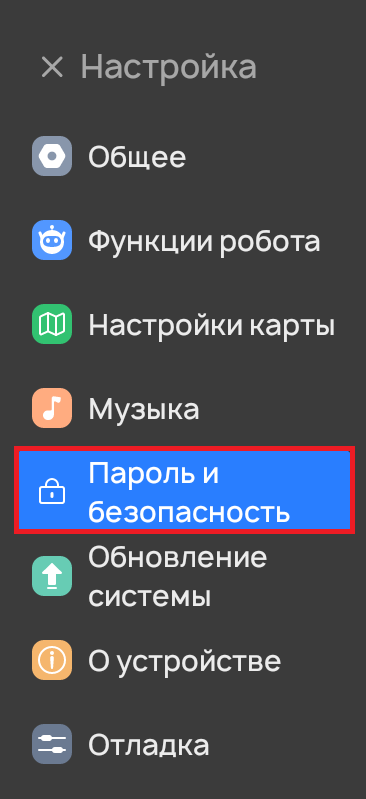 Настройка
Общее
Функции робота
Настройки карты
Музыка
Пароль и
безопасность
Обновление
системы
О устройстве
Отладка